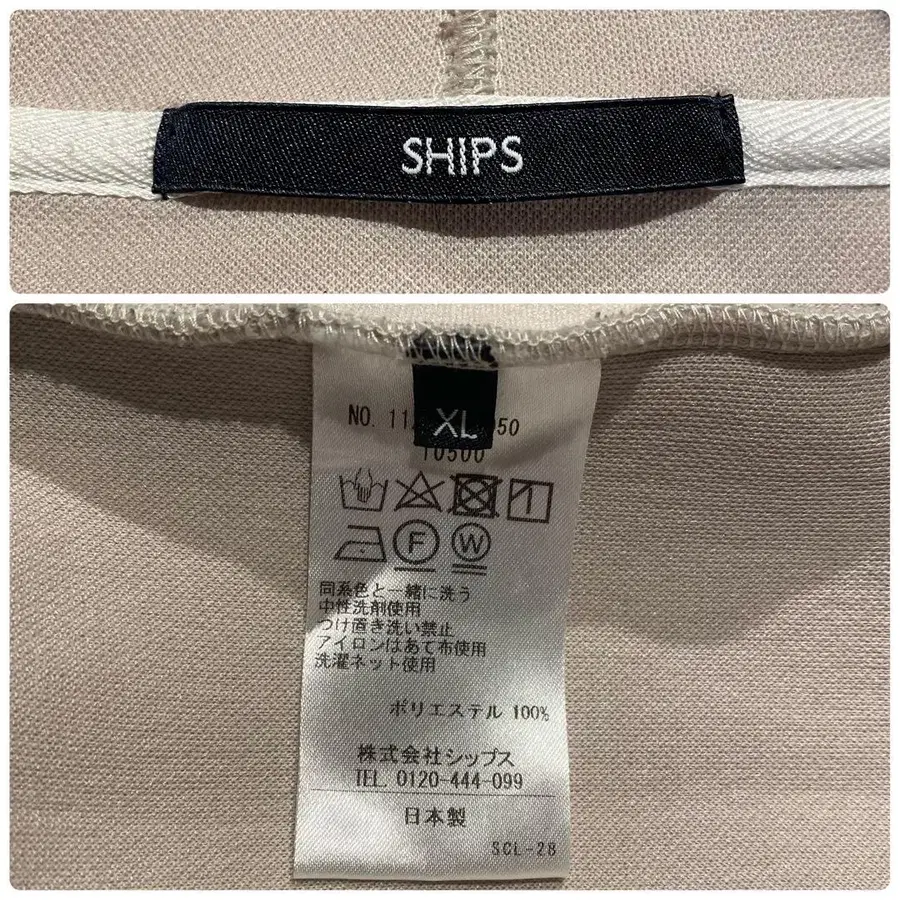 SHIPS
XL
NO. 11 50
10500
F W
同系色と一緒に洗う
中性洗剤使用
つけ置き洗い禁止
アイロンはあて布使用
洗濯ネット使用
ポリエステル 100%
株式会社シップス
TEL. 0120-444-099
日本製
SCL-28